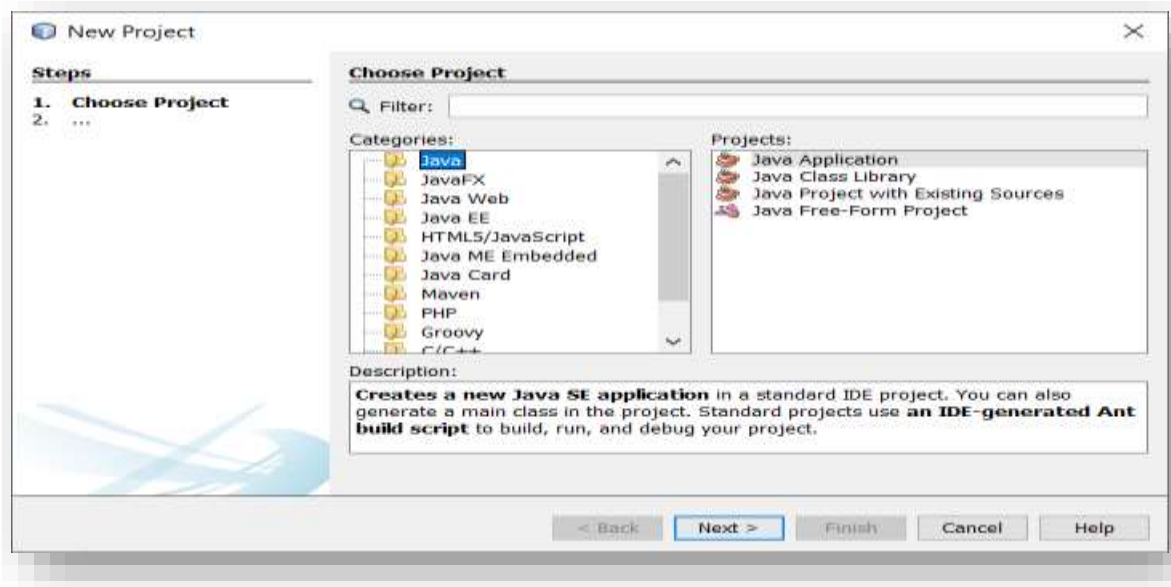 New Project
Steps
1. Choose Project
2. ...
Choose Project
Filter:
Categories:
Java
JavaFX
Java Web
Java EE
HTML5/JavaScript
Java ME Embedded
Java Card
Maven
PHP
Groovy
C/C++
Projects:
Java Application
Java Class Library
Java Project with Existing Sources
Java Free-Form Project
Description:
Creates a new Java SE application in a standard IDE project. You can also
generate a main class in the project. Standard projects use an IDE-generated Ant
build script to build, run, and debug your project.
< Back
Next >
Finish
Cancel
Help